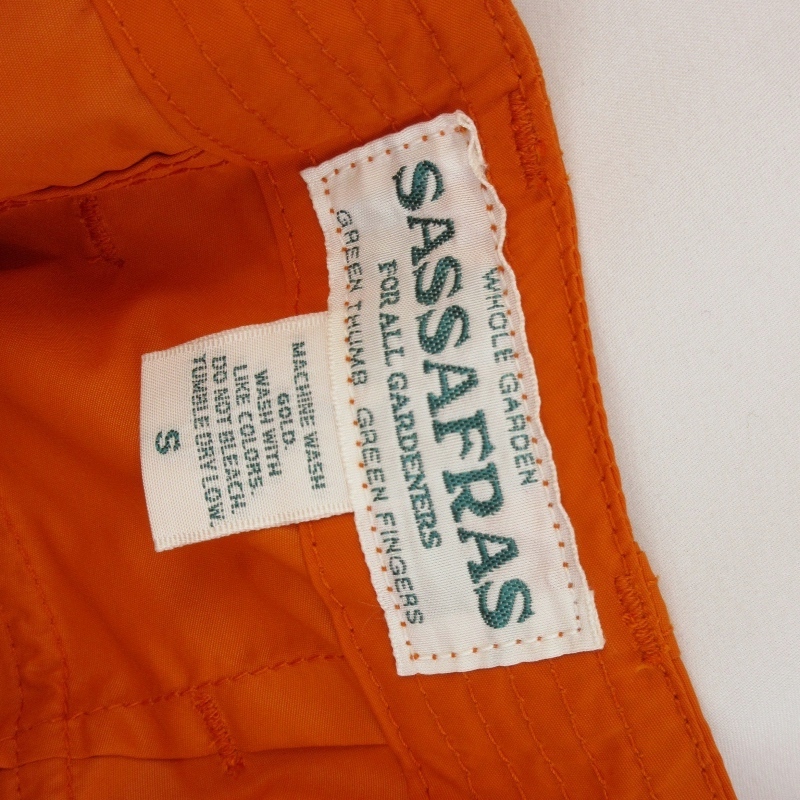 WHOLE GARDEN
SASSAFRAS
FOR ALL GARDENERS
GREEN THUMB GREEN FINGERS
MACHINE WASH
GOLD.
WASH WITH
LIKE COLORS.
DO NOT BLEACH.
TUMBLE DRY LOW.
S